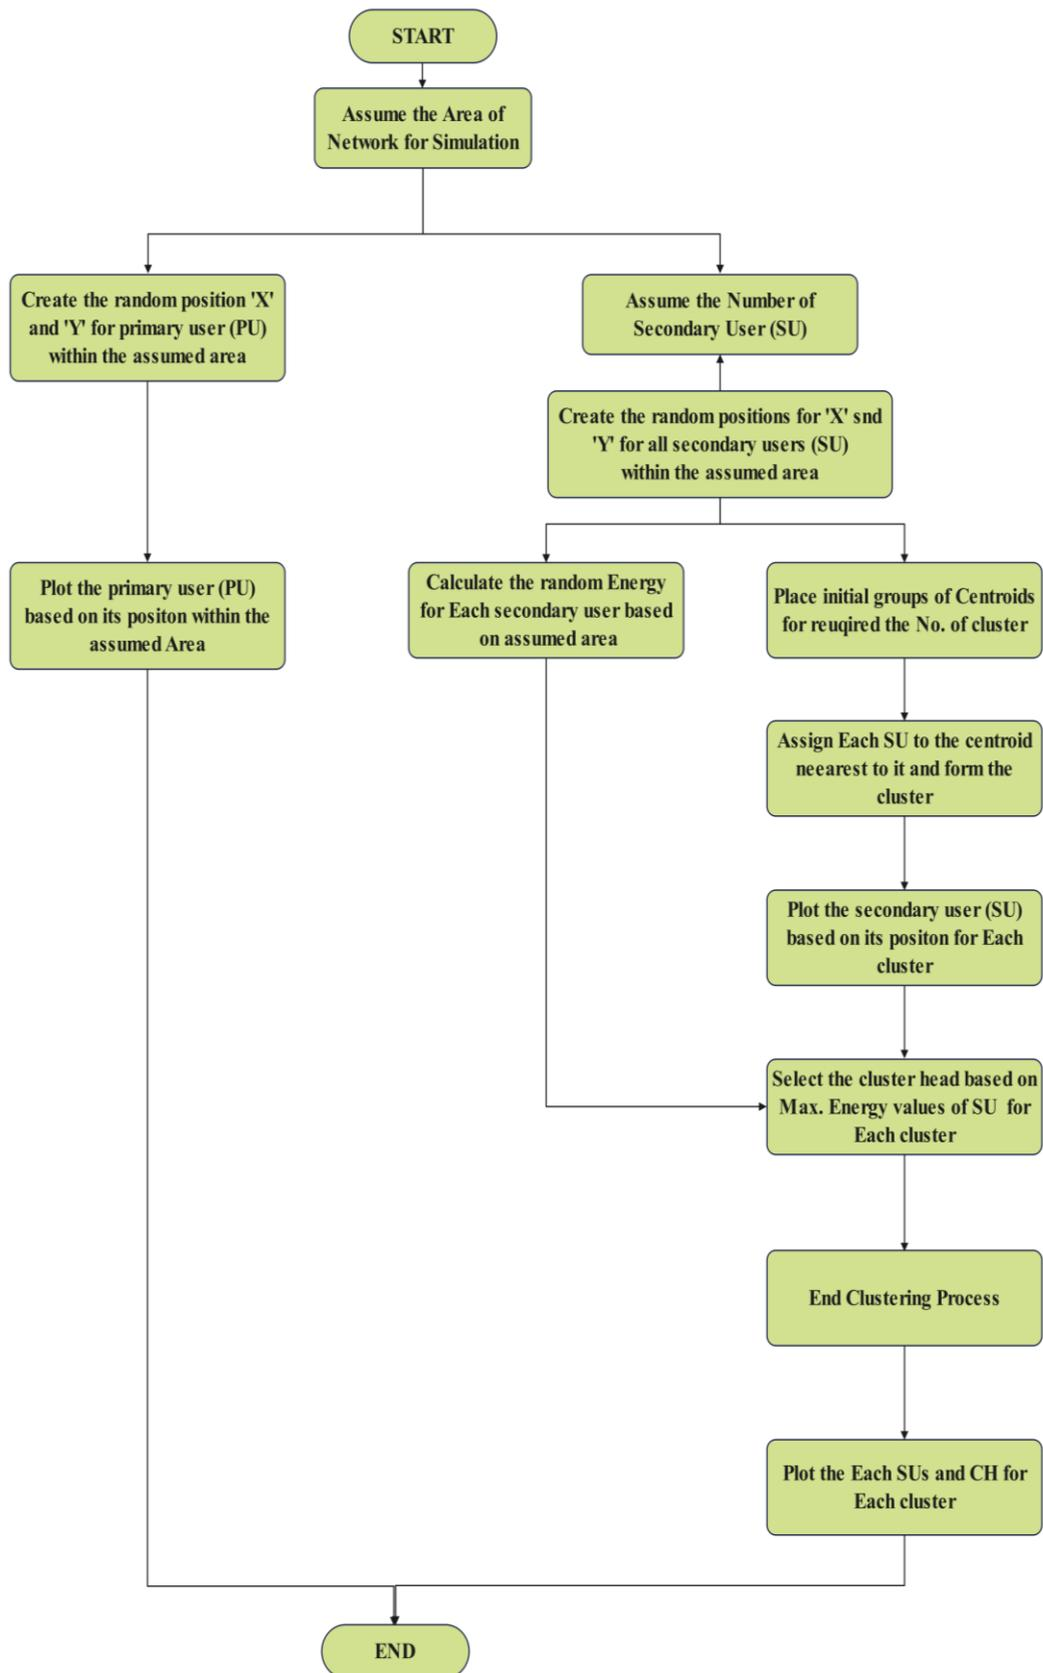 START
Assume the Area of
Network for Simulation
Create the random position 'X'
and 'Y' for primary user (PU)
within the assumed area
Assume the Number of
Secondary User (SU)
Create the random positions for 'X' snd
'Y' for all secondary users (SU)
within the assumed area
Plot the primary user (PU)
based on its positon within the
assumed Area
Calculate the random Energy
for Each secondary user based
on assumed area
Place initial groups of Centroids
for reuqired the No. of cluster
Assign Each SU to the centroid
neearest to it and form the
cluster
Plot the secondary user (SU)
based on its positon for Each
cluster
Select the cluster head based on
Max. Energy values of SU for
Each cluster
End Clustering Process
Plot the Each SUs and CH for
Each cluster
END